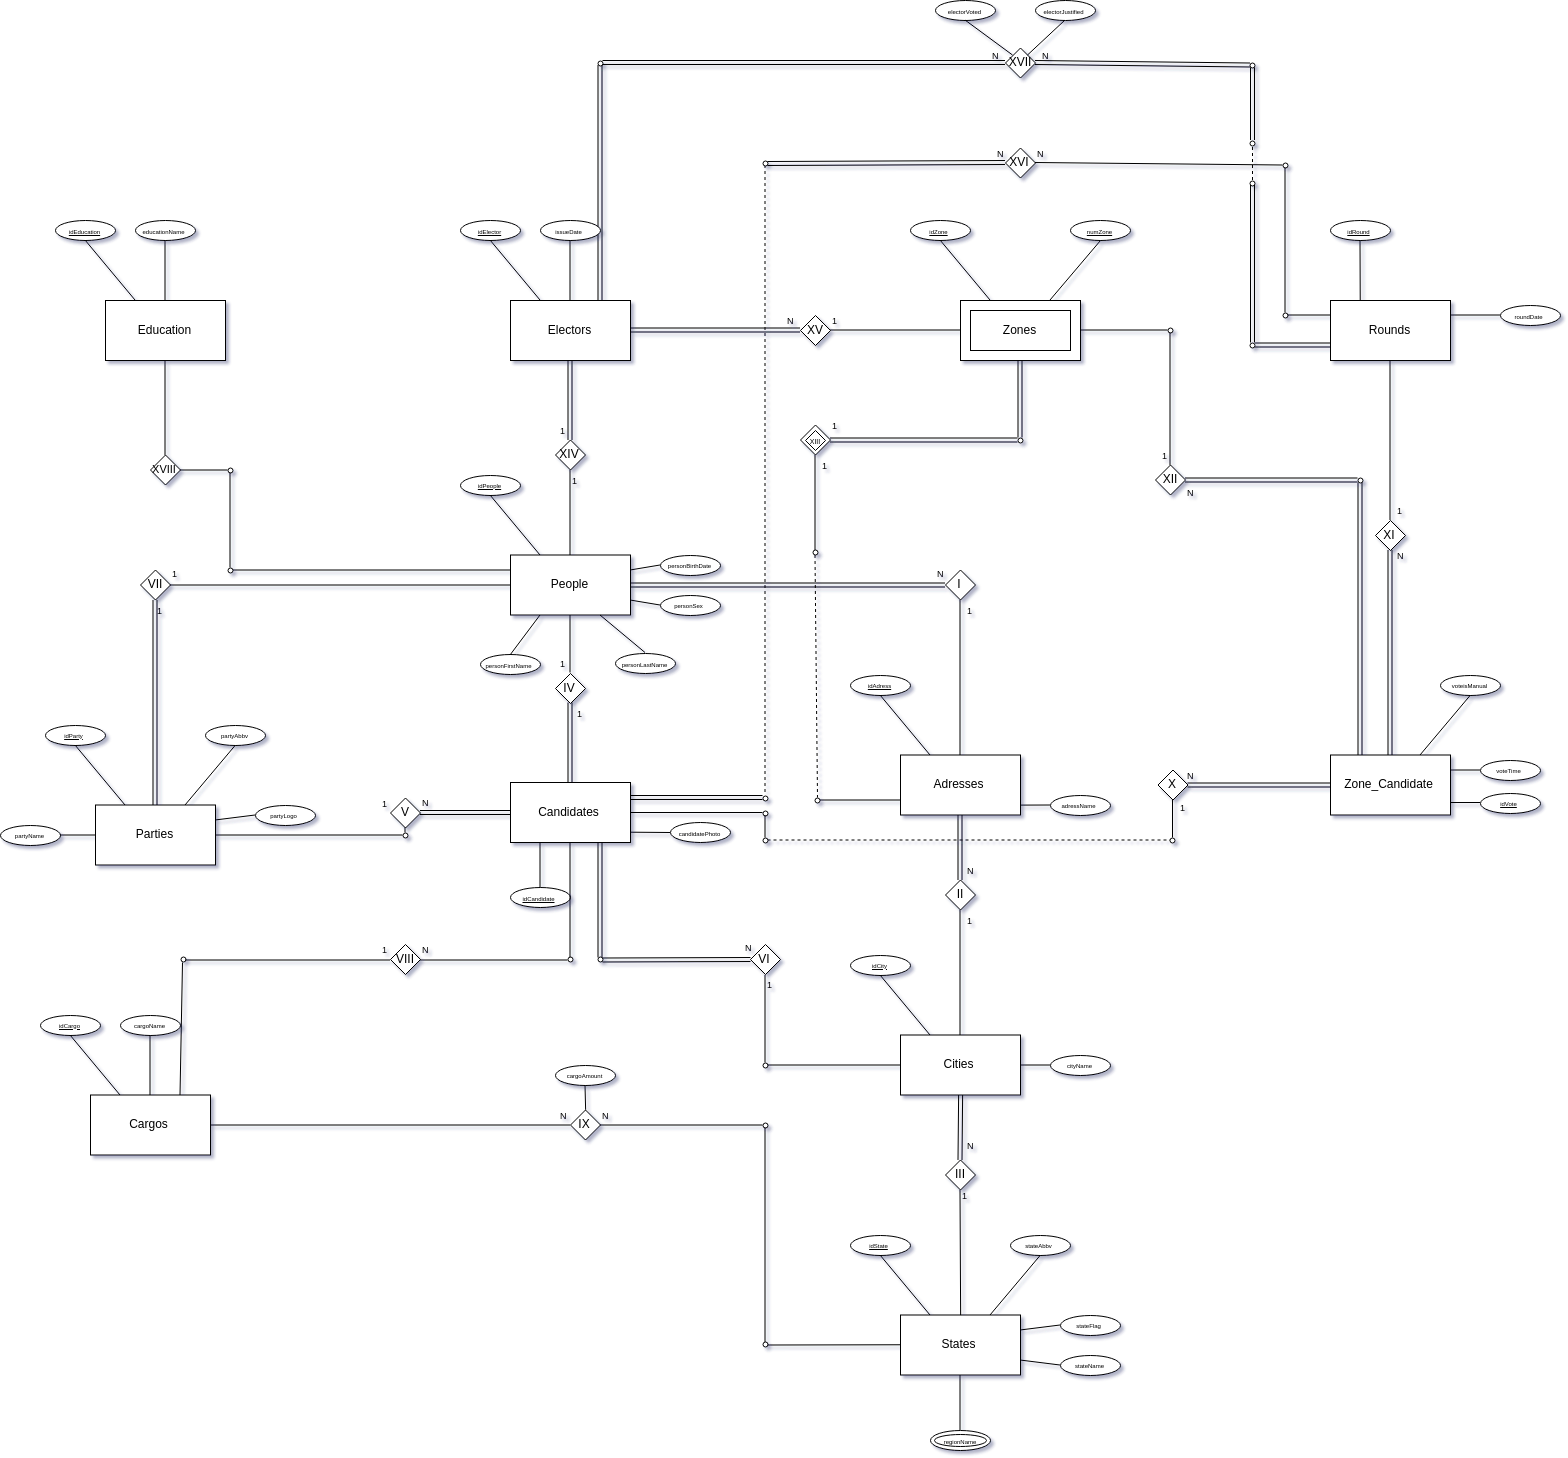 electorVoted
electorJustified
N
XVII
N
N
XVI
N
idEducation
educationName
idElector
issueDate
idZone
numZone
idRound
Education
Electors
N
XV
1
Zones
Rounds
roundDate
1
XIV
1
XIII
1
1
1
XII
N
1
XI
N
XVIII
idPeople
VII
1
1
People
personBirthDate
personSex
personFirstName
personLastName
N
I
1
1
IV
1
idParty
partyAbbv
idAdress
voteisManual
Parties
partyLogo
partyName
1
V
N
Candidates
candidatePhoto
idCandidate
Adresses
adressName
N
X
1
Zone_Candidate
voteTime
idVote
N
II
1
1
VIII
N
N
VI
1
idCity
idCargo
cargoName
Cities
cityName
cargoAmount
Cargos
N
IX
N
N
III
1
idState
stateAbbv
States
stateFlag
stateName
regionName